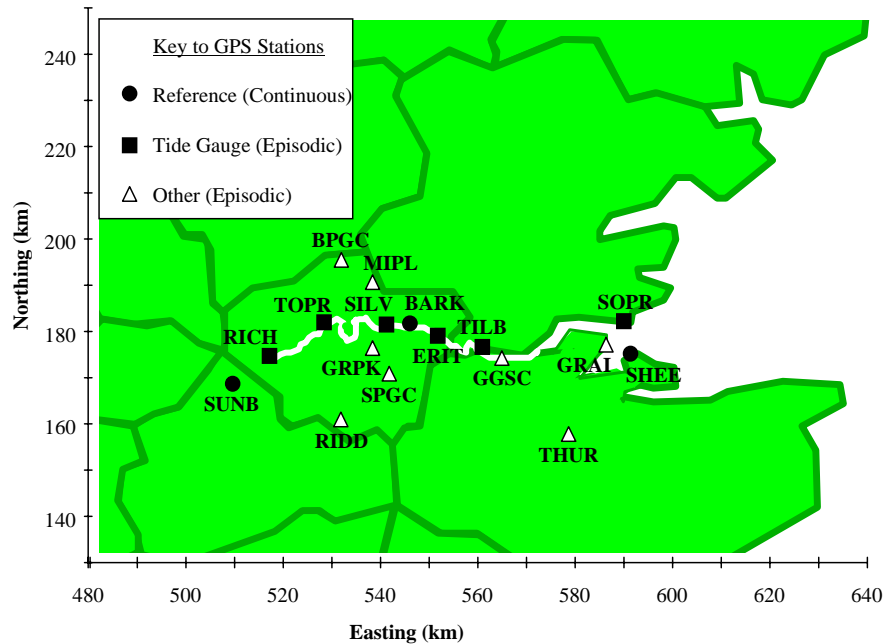 Key to GPS Stations
Reference (Continuous)
Tide Gauge (Episodic)
Other (Episodic)
Northing (km)
240
220
200
180
160
140
BPGC
MIPL
TOPR
SILV
BARK
SOPR
RICH
TILB
ERIT
GRPK
GGSC
GRAI
SHEE
SPGC
SUNB
RIDD
THUR
480 500 520 540 560 580 600 620 640
Easting (km)